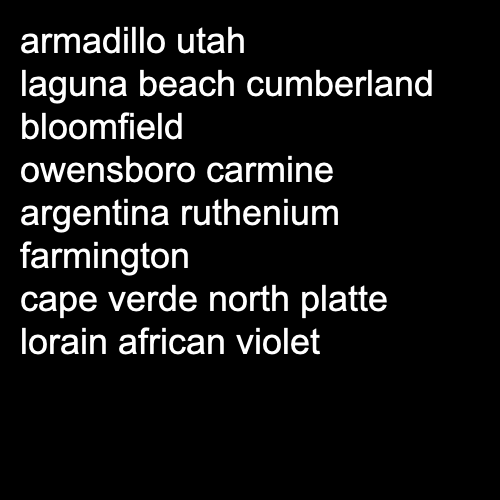 armadillo utah
laguna beach cumberland
bloomfield
owensboro carmine
argentina ruthenium
farmington
cape verde north platte
lorain african violet